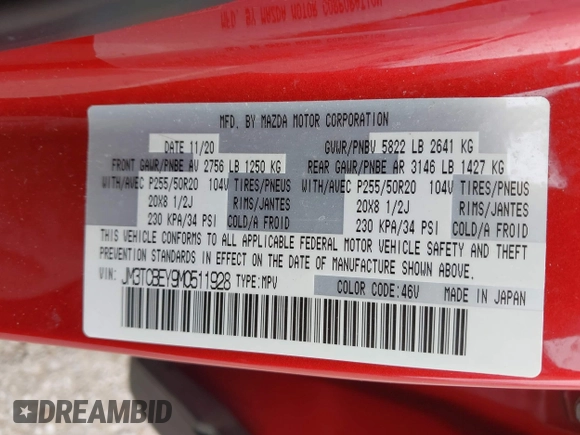 MFD. BY MAZDA MOTOR CORPORATION
MFD. BY MAZDA MOTOR CORPORATION
DATE 11/20 GVWR/PNBV 5822 LB 2641 KG
FRONT GAWR/PNBE AV 2756 LB 1250 KG REAR GAWR/PNBE AR 3146 LB 1427 KG
WITH/AVEC P255/50R20 104V TIRES/PNEUS WITH/AVEC P255/50R20 104V TIRES/PNEUS
20X8 1/2J RIMS/JANTES 20X8 1/2J RIMS/JANTES
230 KPA/34 PSI COLD/A FROID 230 KPA/34 PSI COLD/A FROID
THIS VEHICLE CONFORMS TO ALL APPLICABLE FEDERAL MOTOR VEHICLE SAFETY AND THEFT
PREVENTION STANDARDS IN EFFECT ON THE DATE OF MANUFACTURE SHOWN ABOVE.
VIN: JM3TCBEY9M0511928 TYPE:MPV COLOR CODE:46V MADE IN JAPAN
DREAMBID